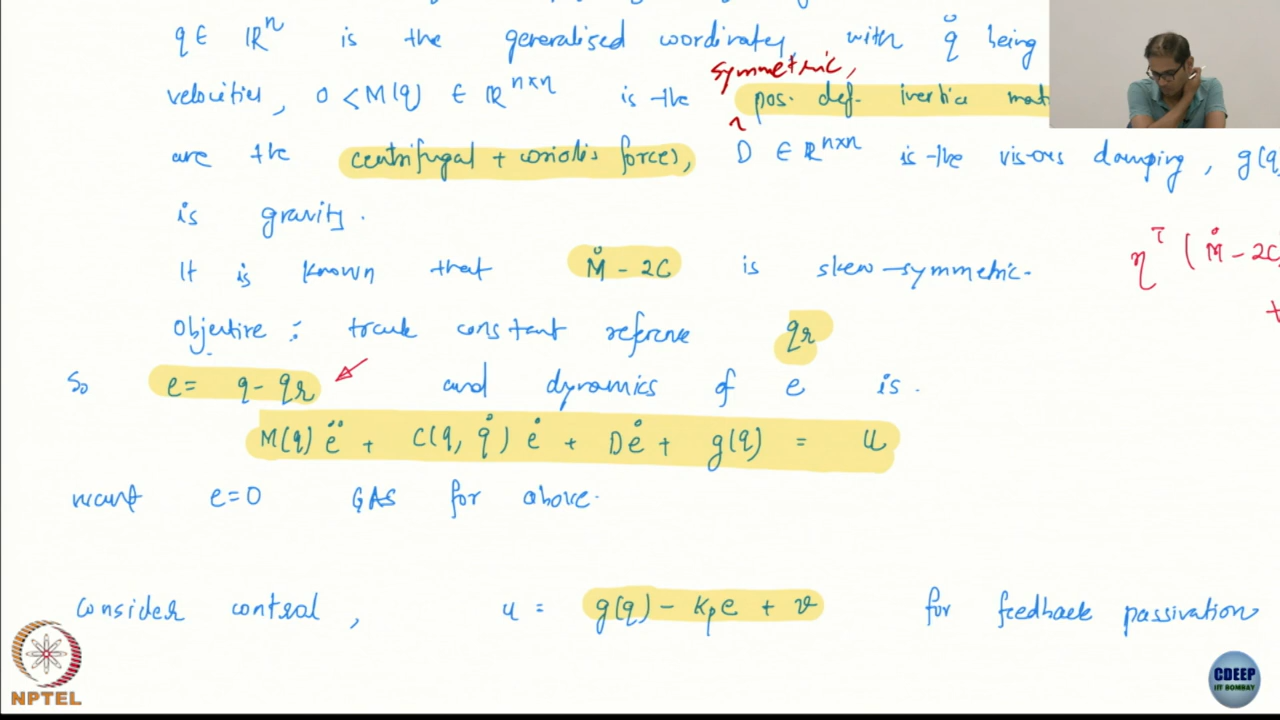 q ∈ ℝⁿ is the generalised coordinates, with q̇ being
symmetric,
velocities, 0 < M(q) ∈ ℝⁿˣⁿ is the pos. def. inertia mat
are the centrifugal + coriolis forces, D ∈ ℝⁿˣⁿ is the viscous damping, g(q)
is gravity.
It is known that Ṁ - 2C is skew-symmetric.
ηᵀ (Ṁ - 2C
Objective : track constant reference qr
So e = q - qr and dynamics of e is.
M(q) ë + C(q, q̇) ė + Dė + g(q) = u
want e=0 GAS for above.
Consider control, u = g(q) - Kpe + v for feedback passivation
NPTEL
CDEEP
IIT BOMBAY